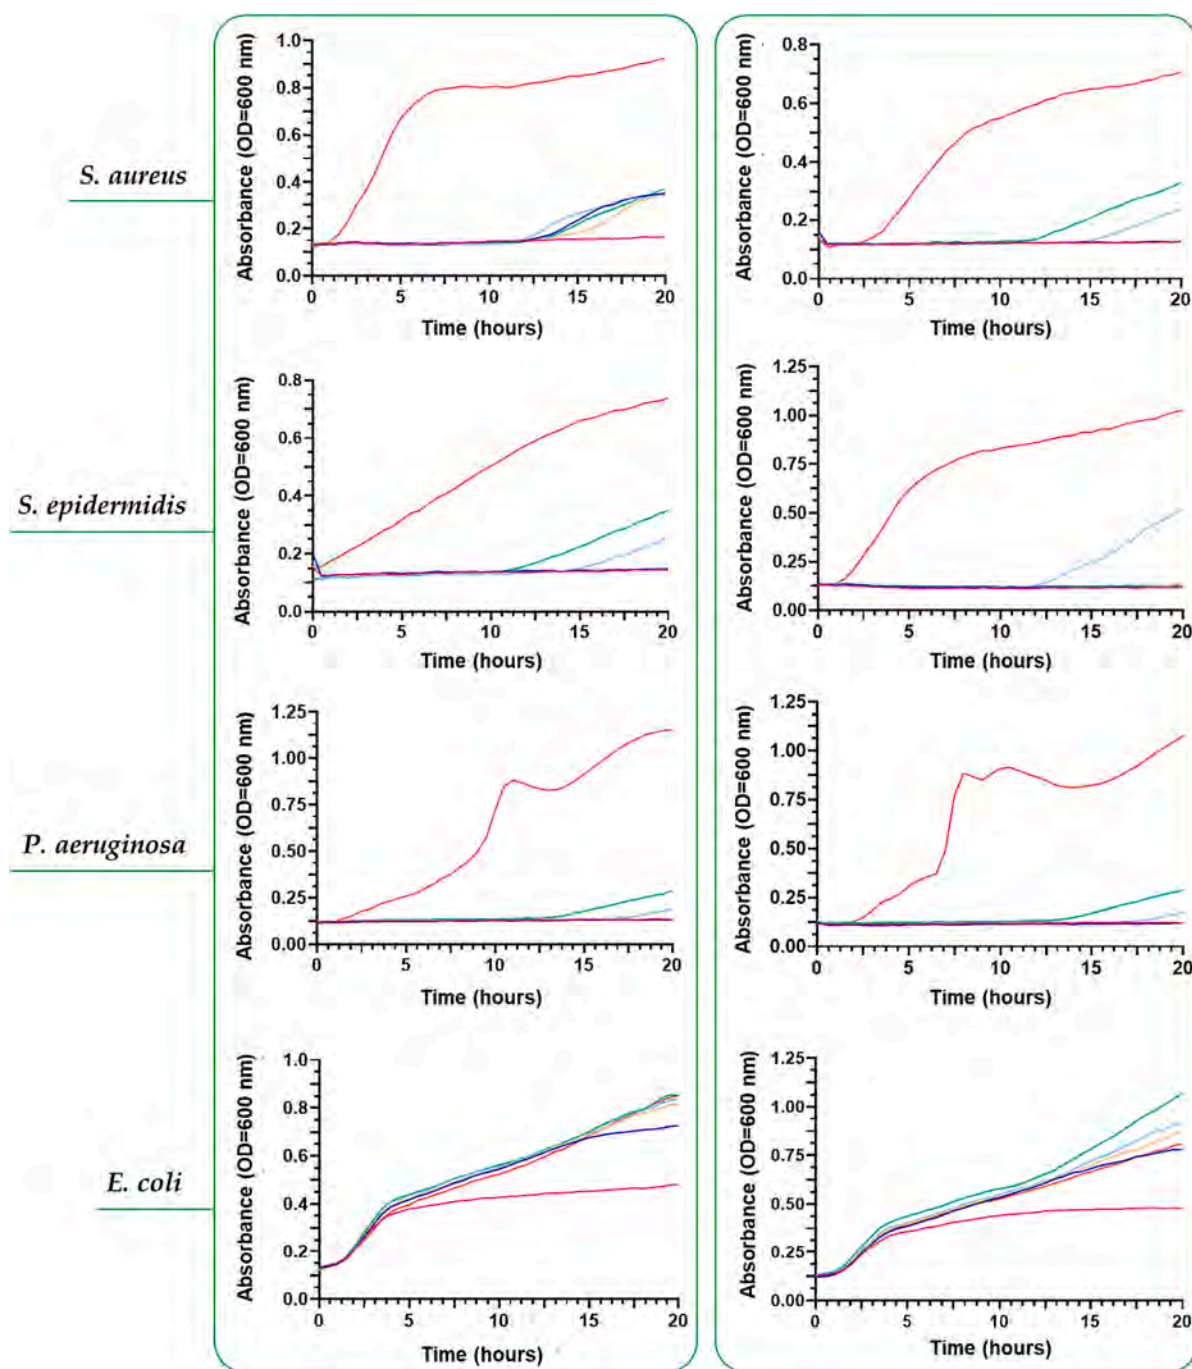 S. aureus
Absorbance (OD=600 nm)
1.0
0.8
0.6
0.4
0.2
0.0
0 5 10 15 20
Time (hours)
Absorbance (OD=600 nm)
0.8
0.6
0.4
0.2
0.0
0 5 10 15 20
Time (hours)
S. epidermidis
Absorbance (OD=600 nm)
0.8
0.6
0.4
0.2
0.0
0 5 10 15 20
Time (hours)
Absorbance (OD=600 nm)
1.25
1.00
0.75
0.50
0.25
0.00
0 5 10 15 20
Time (hours)
P. aeruginosa
Absorbance (OD=600 nm)
1.25
1.00
0.75
0.50
0.25
0.00
0 5 10 15 20
Time (hours)
Absorbance (OD=600 nm)
1.25
1.00
0.75
0.50
0.25
0.00
0 5 10 15 20
Time (hours)
E. coli
Absorbance (OD=600 nm)
1.0
0.8
0.6
0.4
0.2
0.0
0 5 10 15 20
Time (hours)
Absorbance (OD=600 nm)
1.25
1.00
0.75
0.50
0.25
0.00
0 5 10 15 20
Time (hours)